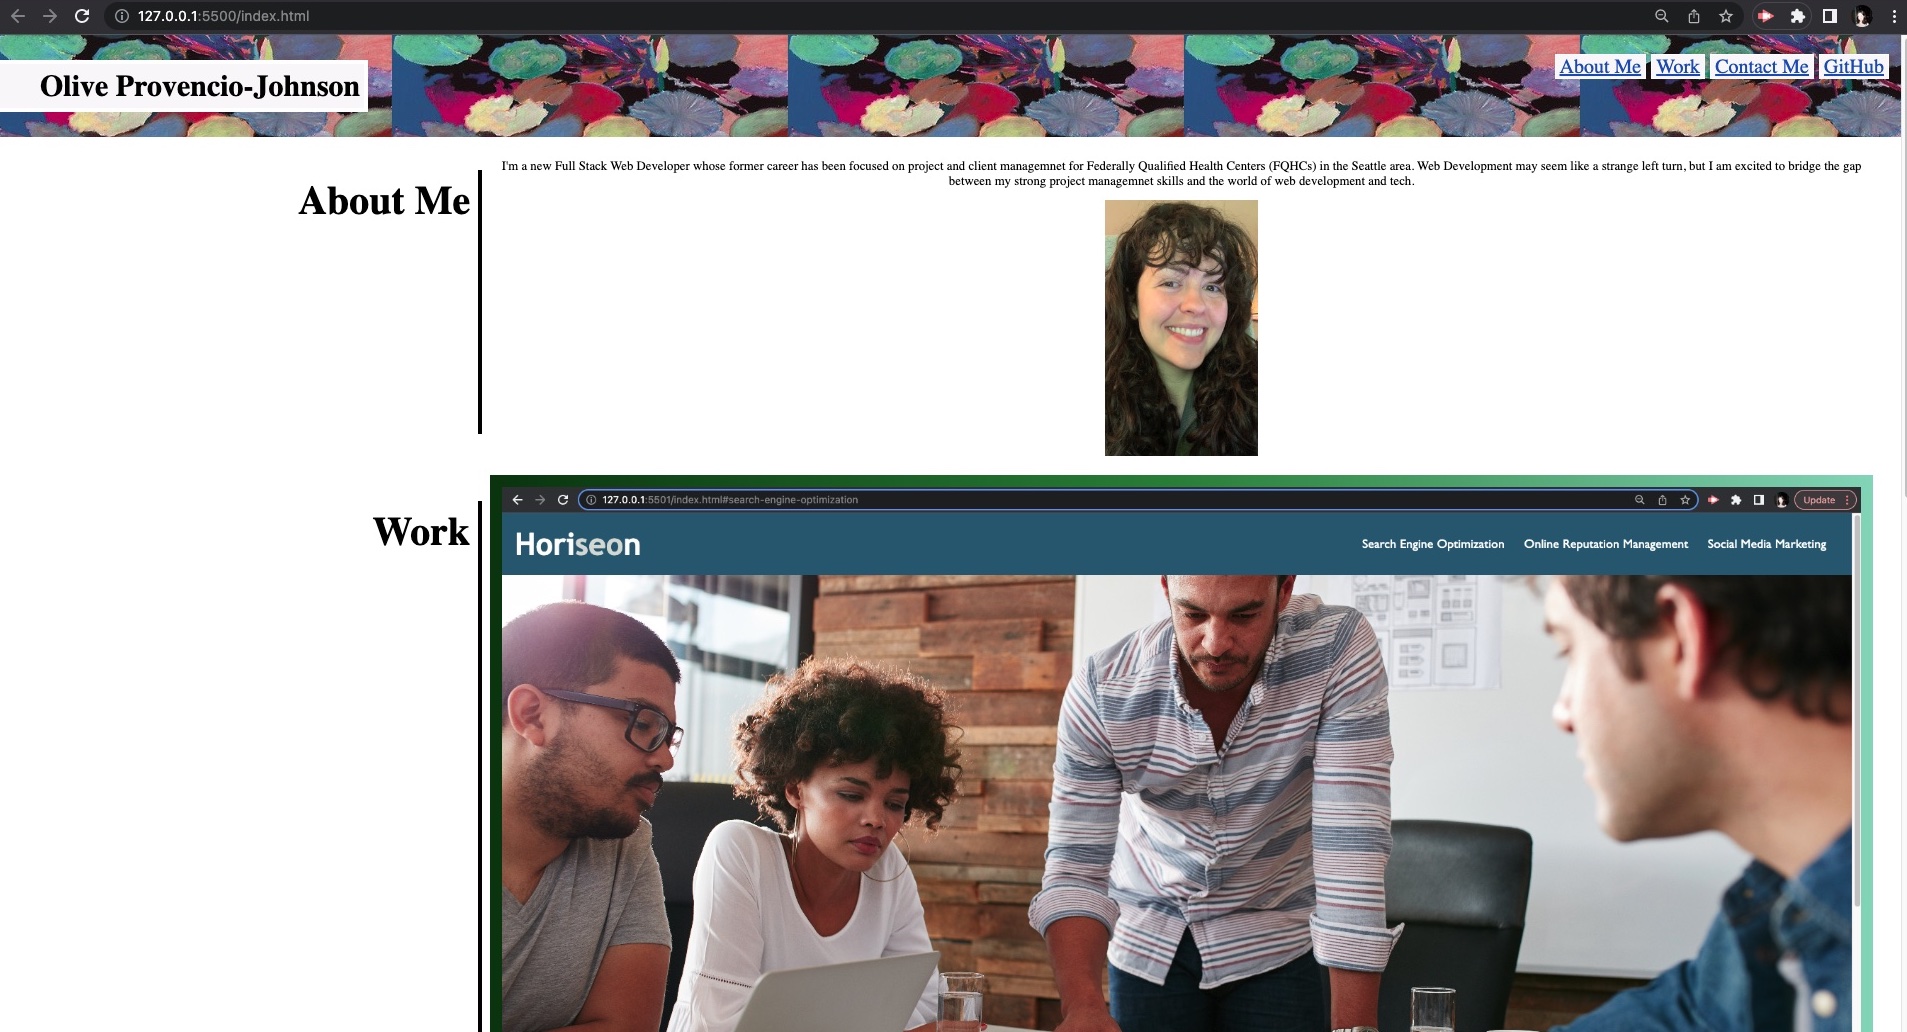 127.0.0.1:5500/index.html
Olive Provencio-Johnson
About Me Work Contact Me GitHub
About Me
I'm a new Full Stack Web Developer whose former career has been focused on project and client managemnet for Federally Qualified Health Centers (FQHCs) in the Seattle area. Web Development may seem like a strange left turn, but I am excited to bridge the gap
between my strong project managemnet skills and the world of web development and tech.
Work
127.0.0.1:5501/index.html#search-engine-optimization
Update
Horiseon
Search Engine Optimization Online Reputation Management Social Media Marketing